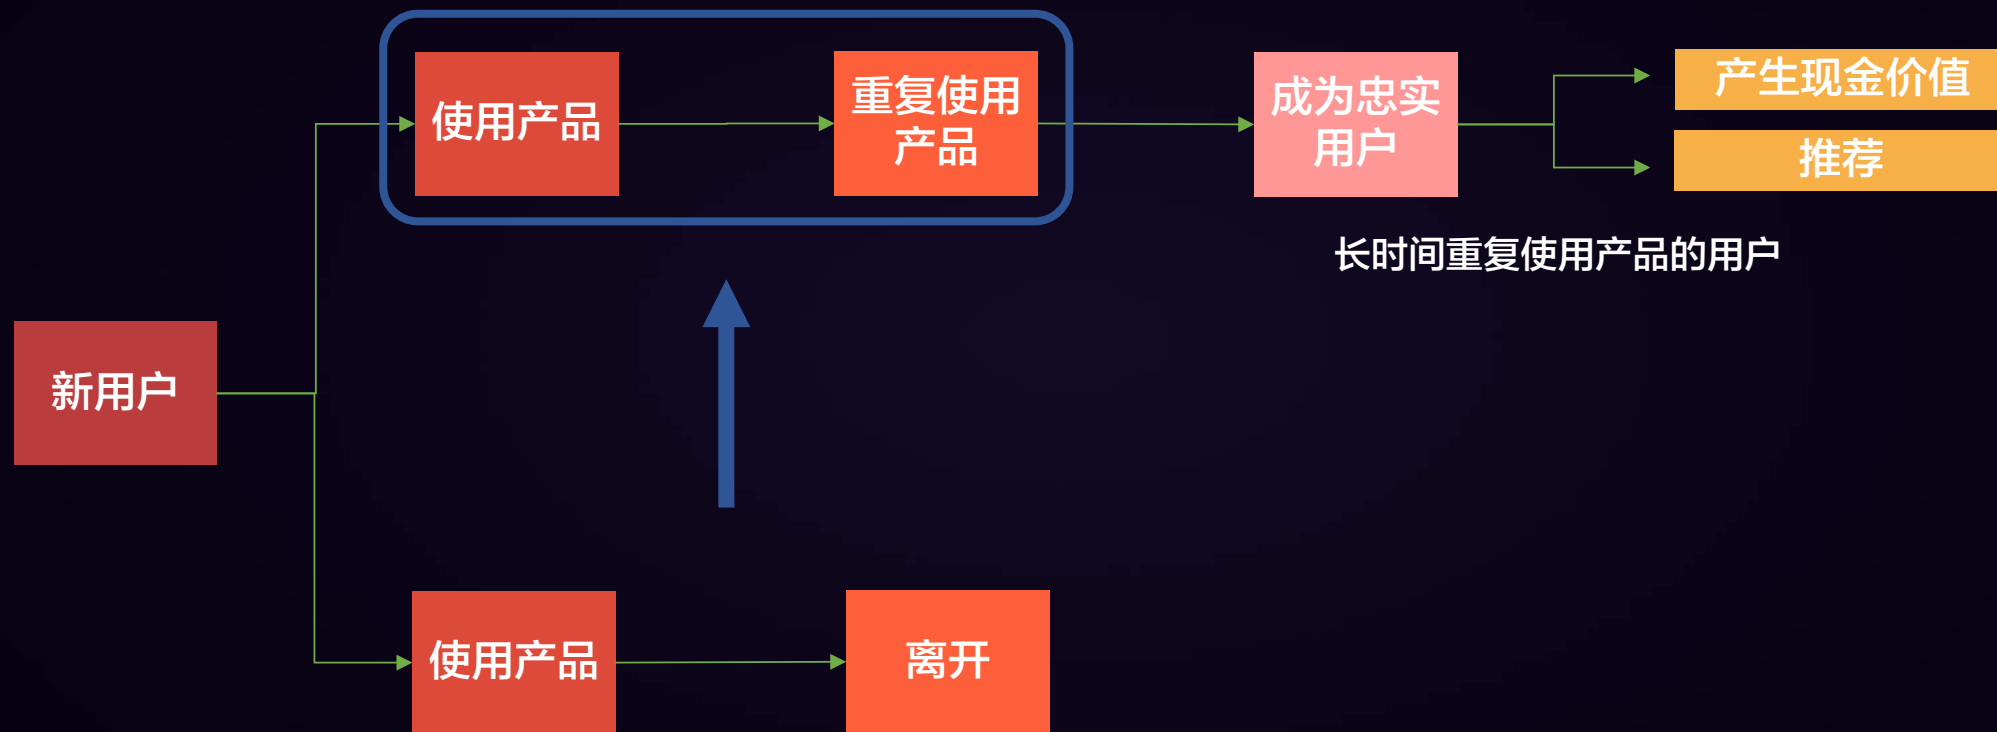 使用产品
重复使用
产品
成为忠实
用户
产生现金价值
推荐
长时间重复使用产品的用户
新用户
使用产品
离开